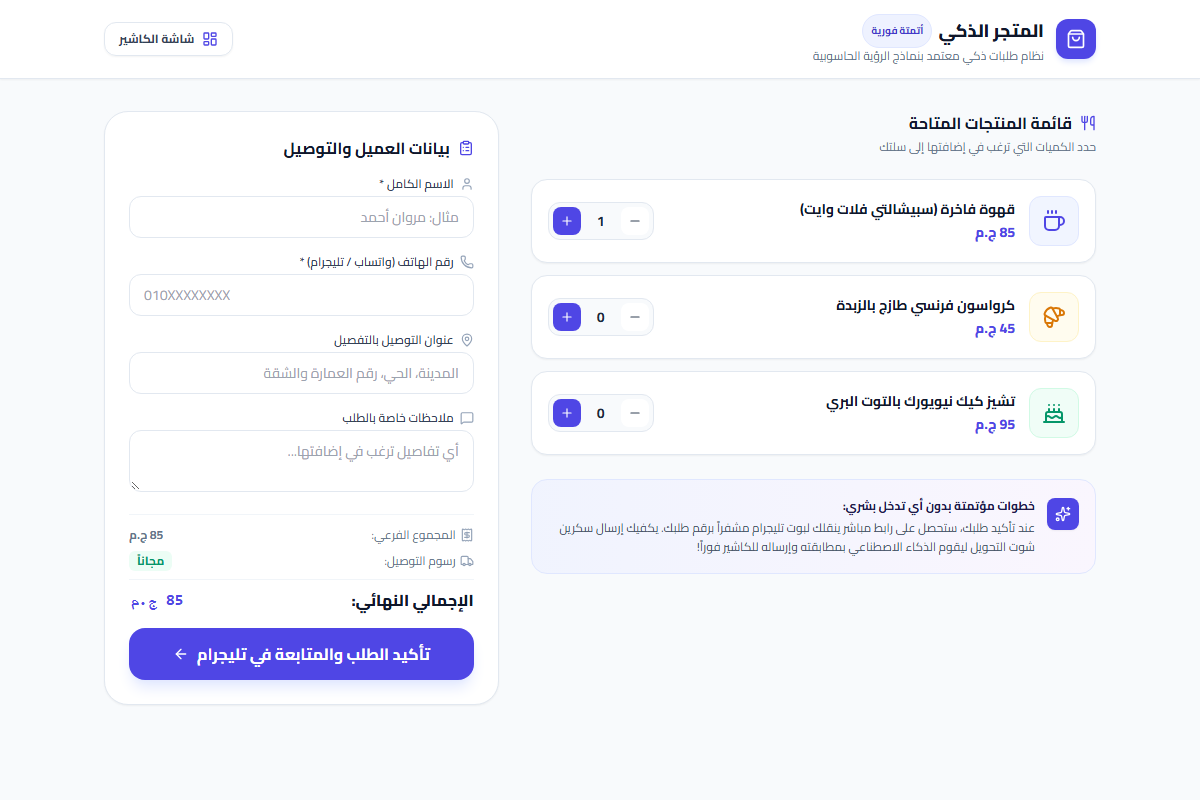 المتجر الذكي
أتمتة فورية
نظام طلبات ذكي معتمد بنماذج الرؤية الحاسوبية
شاشة الكاشير
قائمة المنتجات المتاحة
حدد الكميات التي ترغب في إضافتها إلى سلتك
قهوة فاخرة (سبيشالتي فلات وايت)
85 ج.م
− 1 +
كرواسون فرنسي طازج بالزبدة
45 ج.م
− 0 +
تشيز كيك نيويورك بالتوت البري
95 ج.م
− 0 +
خطوات مؤتمتة بدون أي تدخل بشري:
عند تأكيد طلبك، ستحصل على رابط مباشر ينقلك لبوت تليجرام مشفراً برقم طلبك. يكفيك إرسال سكرين
شوت التحويل ليقوم الذكاء الاصطناعي بمطابقته وإرساله للكاشير فوراً!
بيانات العميل والتوصيل
الاسم الكامل *
مثال: مروان أحمد
رقم الهاتف (واتساب / تليجرام) *
010XXXXXXXX
عنوان التوصيل بالتفصيل
المدينة، الحي، رقم العمارة والشقة
ملاحظات خاصة بالطلب
أي تفاصيل ترغب في إضافتها...
المجموع الفرعي: 85 ج.م
رسوم التوصيل: مجاناً
الإجمالي النهائي: 85 ج.م
تأكيد الطلب والمتابعة في تليجرام ←